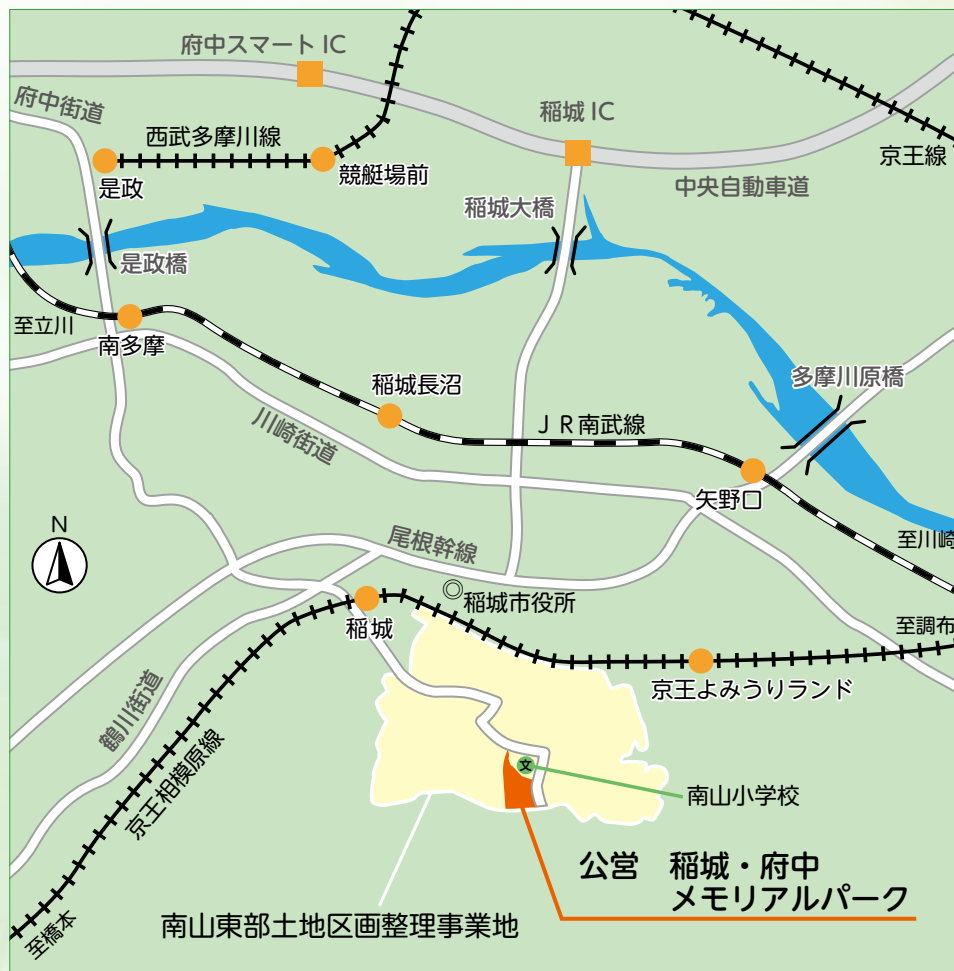 府中スマート IC
府中街道
稲城 IC
西武多摩川線
京王線
是政
競艇場前
中央自動車道
稲城大橋
是政橋
至立川
南多摩
多摩川原橋
稲城長沼
ＪＲ南武線
川崎街道
矢野口
N
尾根幹線
至川崎
稲城市役所
稲城
至調布
京王よみうりランド
鶴川街道
京王相模原線
文
南山小学校
公営　稲城・府中
メモリアルパーク
南山東部土地区画整理事業地
至橋本